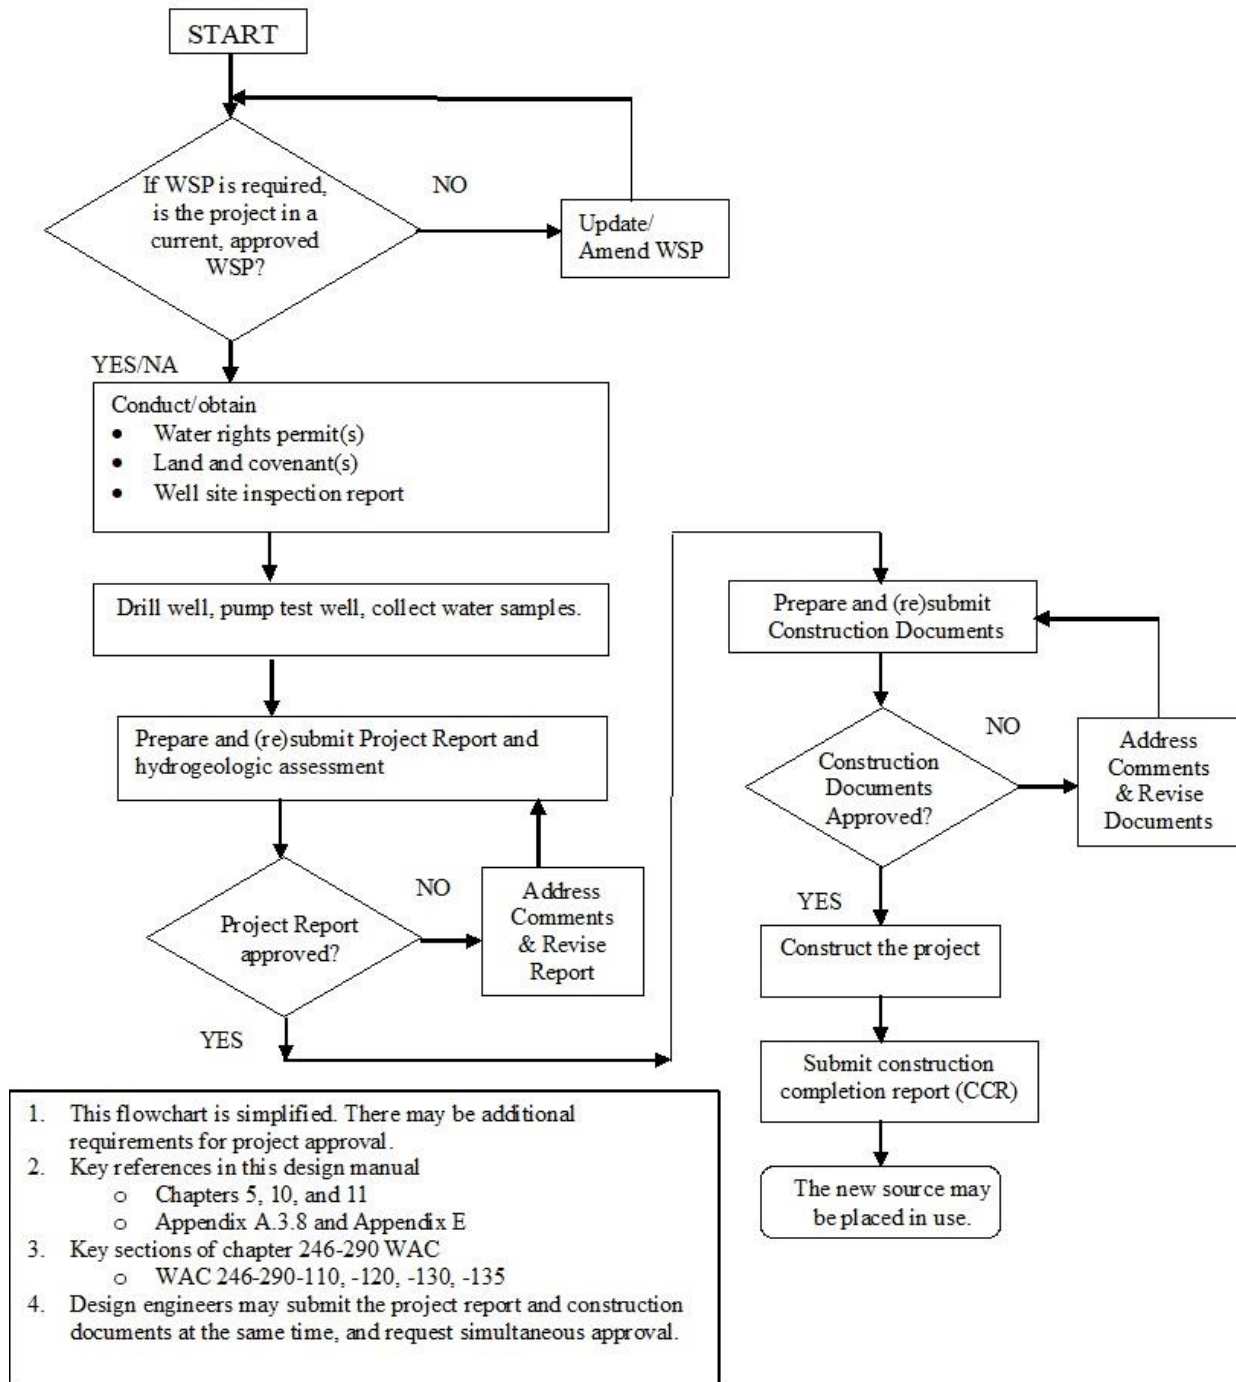 START
If WSP is required,
is the project in a
current, approved
WSP?
NO
Update/
Amend WSP
YES/NA
Conduct/obtain
• Water rights permit(s)
• Land and covenant(s)
• Well site inspection report
Drill well, pump test well, collect water samples.
Prepare and (re)submit Project Report and
hydrogeologic assessment
Project Report
approved?
NO
Address
Comments
& Revise
Report
YES
Prepare and (re)submit
Construction Documents
Construction
Documents
Approved?
NO
Address
Comments
& Revise
Documents
YES
Construct the project
Submit construction
completion report (CCR)
The new source may
be placed in use.
1. This flowchart is simplified. There may be additional
requirements for project approval.
2. Key references in this design manual
o Chapters 5, 10, and 11
o Appendix A.3.8 and Appendix E
3. Key sections of chapter 246-290 WAC
o WAC 246-290-110, -120, -130, -135
4. Design engineers may submit the project report and construction
documents at the same time, and request simultaneous approval.